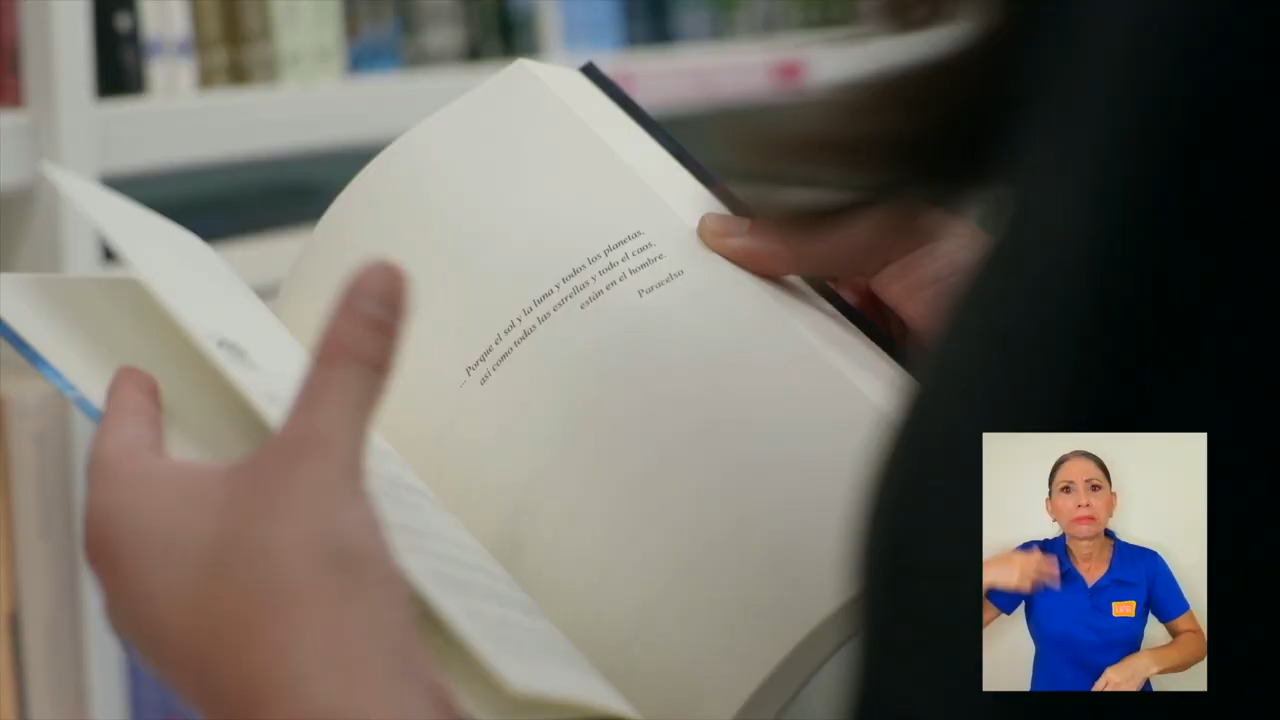 ... Porque el sol y la luna y todos los planetas,
así como todas las estrellas y todo el caos,
están en el hombre.
Paracelso